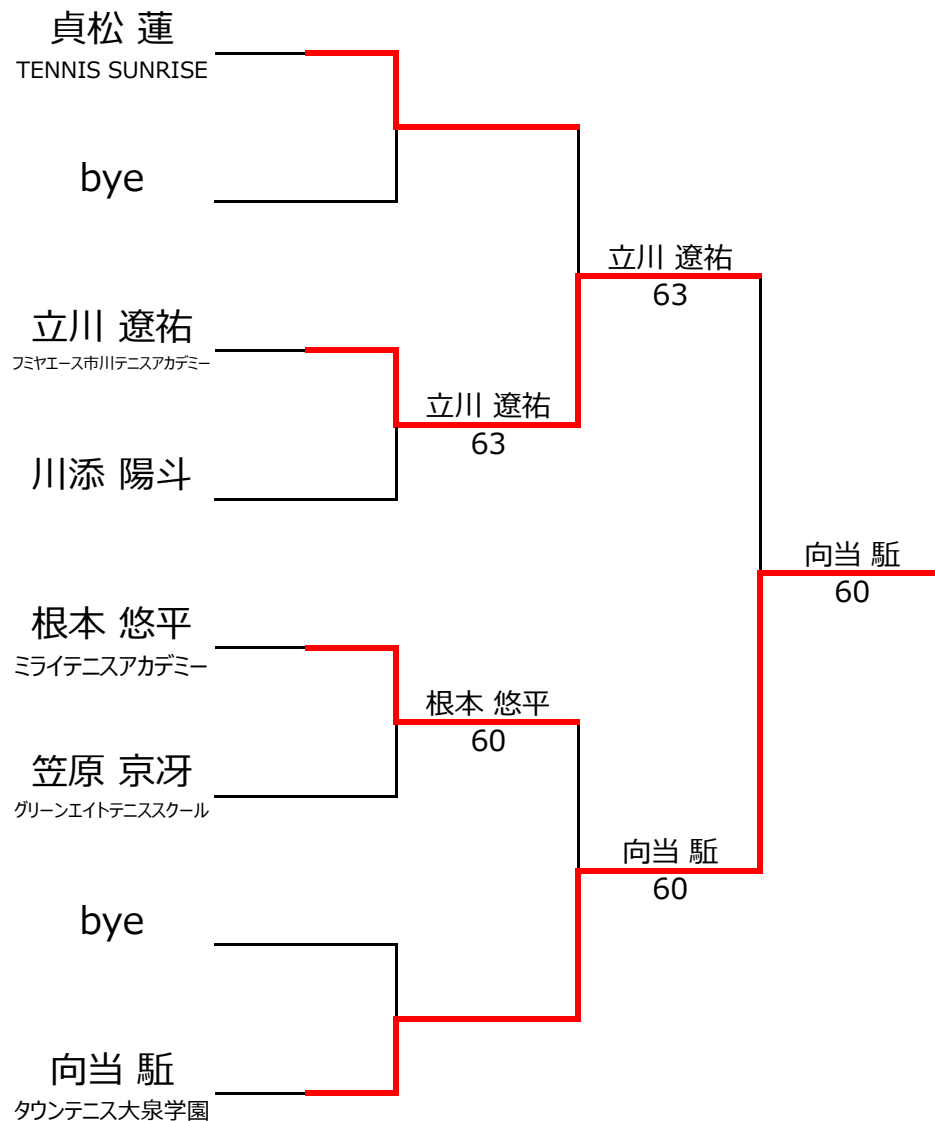 貞松 蓮
TENNIS SUNRISE
bye
立川 遼祐
フミヤエース市川テニスアカデミー
川添 陽斗
根本 悠平
ミライテニスアカデミー
笠原 京冴
グリーンエイトテニススクール
bye
向当 駈
タウンテニス大泉学園
立川 遼祐
63
根本 悠平
60
立川 遼祐
63
向当 駈
60
向当 駈
60